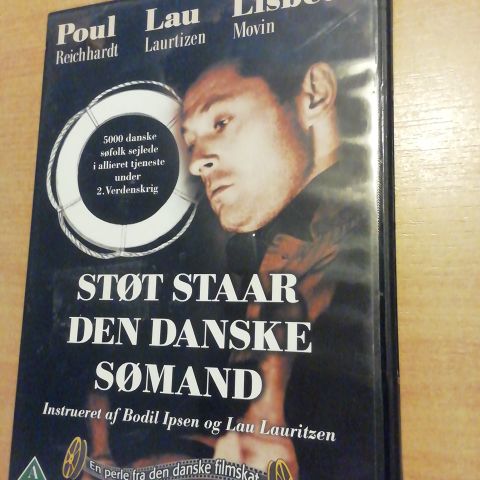 Poul Lau
Reichhardt Laurtizen Movin
5000 danske
søfolk sejlede
i allieret tjeneste
under
2.Verdenskrig
STØT STAAR
DEN DANSKE
SØMAND
Instrueret af Bodil Ipsen og Lau Lauritzen
A
En perle fra den danske filmskat